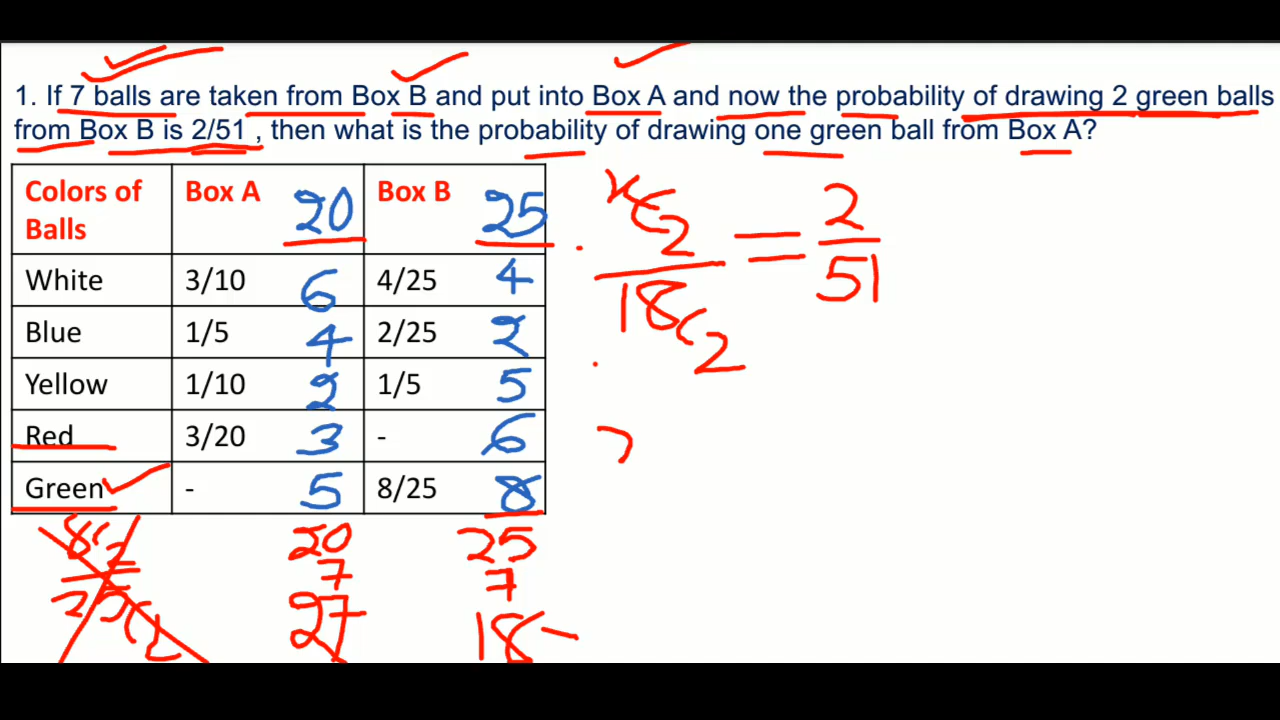 1. If 7 balls are taken from Box B and put into Box A and now the probability of drawing 2 green balls
from Box B is 2/51 , then what is the probability of drawing one green ball from Box A?
Colors of Balls Box A 20 Box B 25
White 3/10 6 4/25 4
Blue 1/5 4 2/25 2
Yellow 1/10 2 1/5 5
Red 3/20 3 - 6
Green - 5 8/25 8
xC2 = 2
18C2 51
8C2
25C2
20 25
7 7
27 18